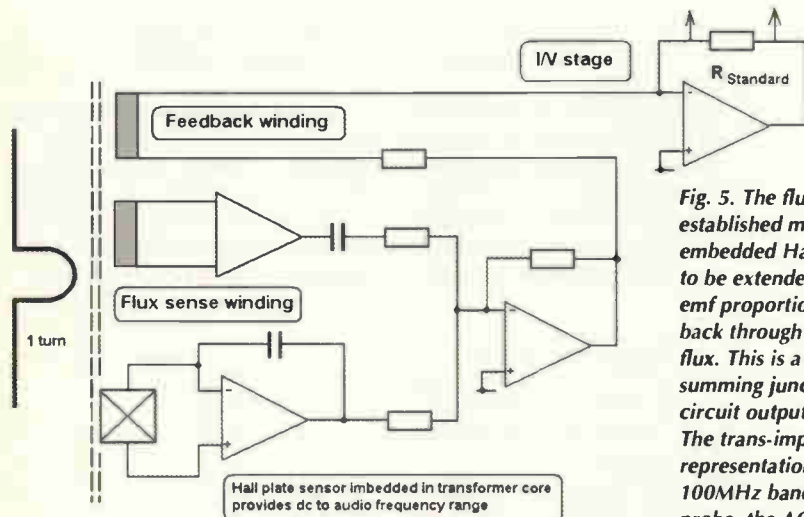 I/V stage
R Standard
Feedback winding
Flux sense winding
1 turn
Hall plate sensor imbedded in transformer core
provides dc to audio frequency range
Fig. 5. The flu
established m
embedded Ha
to be extende
emf proportio
back through
flux. This is a
summing junc
circuit output
The trans-imp
representation
100MHz band
probe, the AC